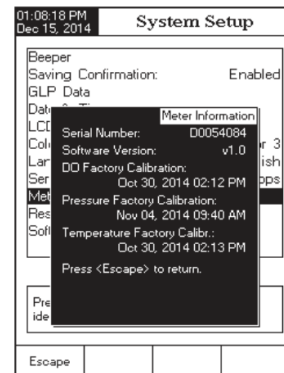 01:08:18 PM
Dec 15, 2014
System Setup
Beeper
Saving Confirmation: Enabled
GLP Data
Meter Information
Serial Number: D0054084
Software Version: v1.0
DO Factory Calibration:
Oct 30, 2014 02:12 PM
Pressure Factory Calibration:
Nov 04, 2014 09:40 AM
Temperature Factory Calibr.:
Oct 30, 2014 02:13 PM
Press <Escape> to return.
Escape